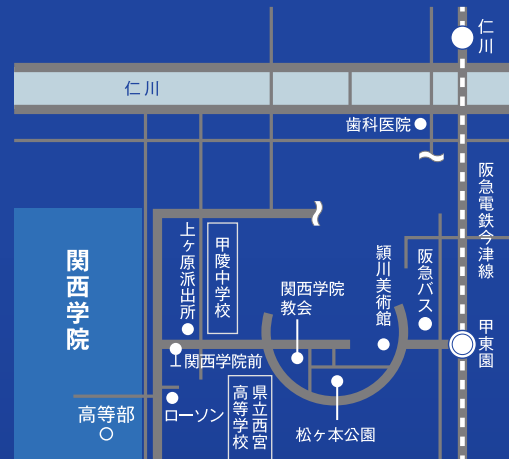 仁川
仁川
歯科医院
阪急電鉄今津線
上ヶ原派出所
甲陵中学校
関西学院
関西学院
教会
頴川美術館
阪急バス
甲東園
関西学院前
高等部
ローソン
県立西宮
高等学校
松ヶ本公園